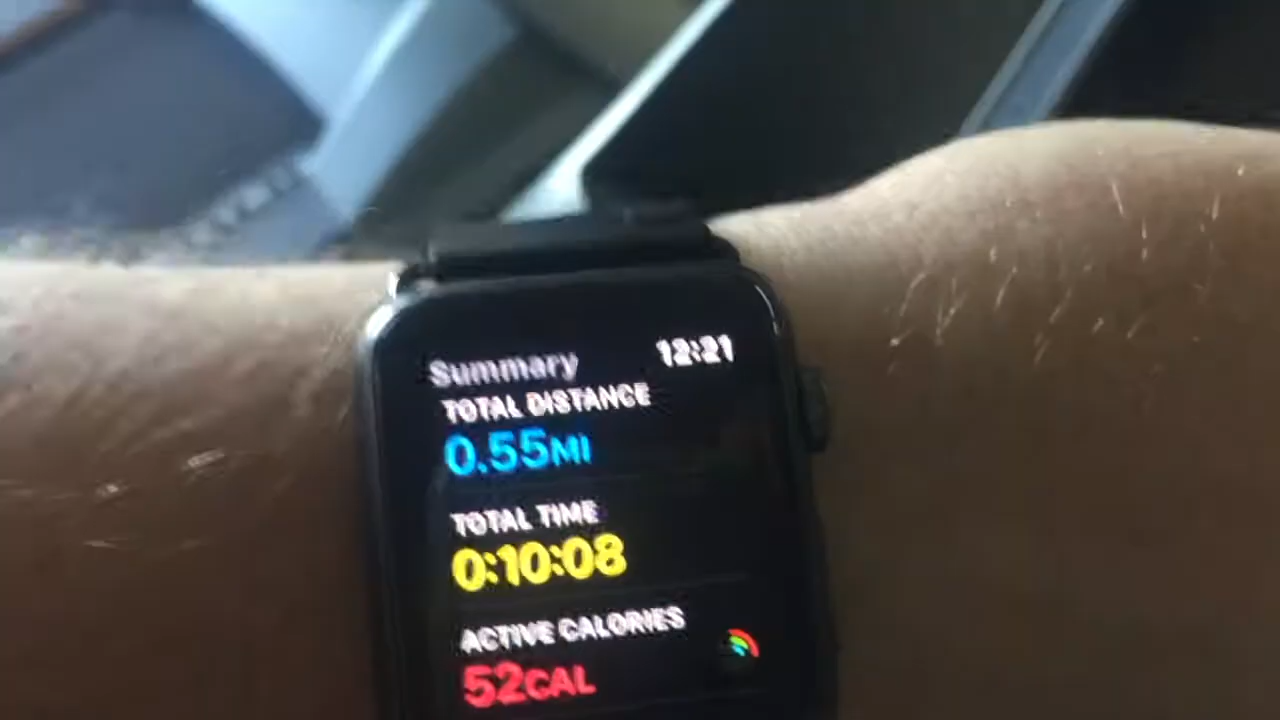 Summary
12:21
TOTAL DISTANCE
0.55MI
TOTAL TIME
0:10:08
ACTIVE CALORIES
52CAL